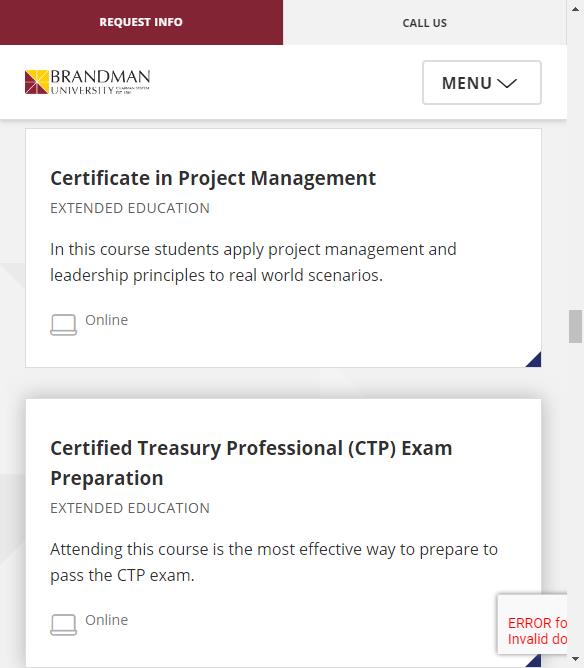 REQUEST INFO
CALL US
BRANDMAN
UNIVERSITY
MENU
Certificate in Project Management
EXTENDED EDUCATION
In this course students apply project management and
leadership principles to real world scenarios.
Online
Certified Treasury Professional (CTP) Exam
Preparation
EXTENDED EDUCATION
Attending this course is the most effective way to prepare to
pass the CTP exam.
Online
ERROR fo
Invalid do